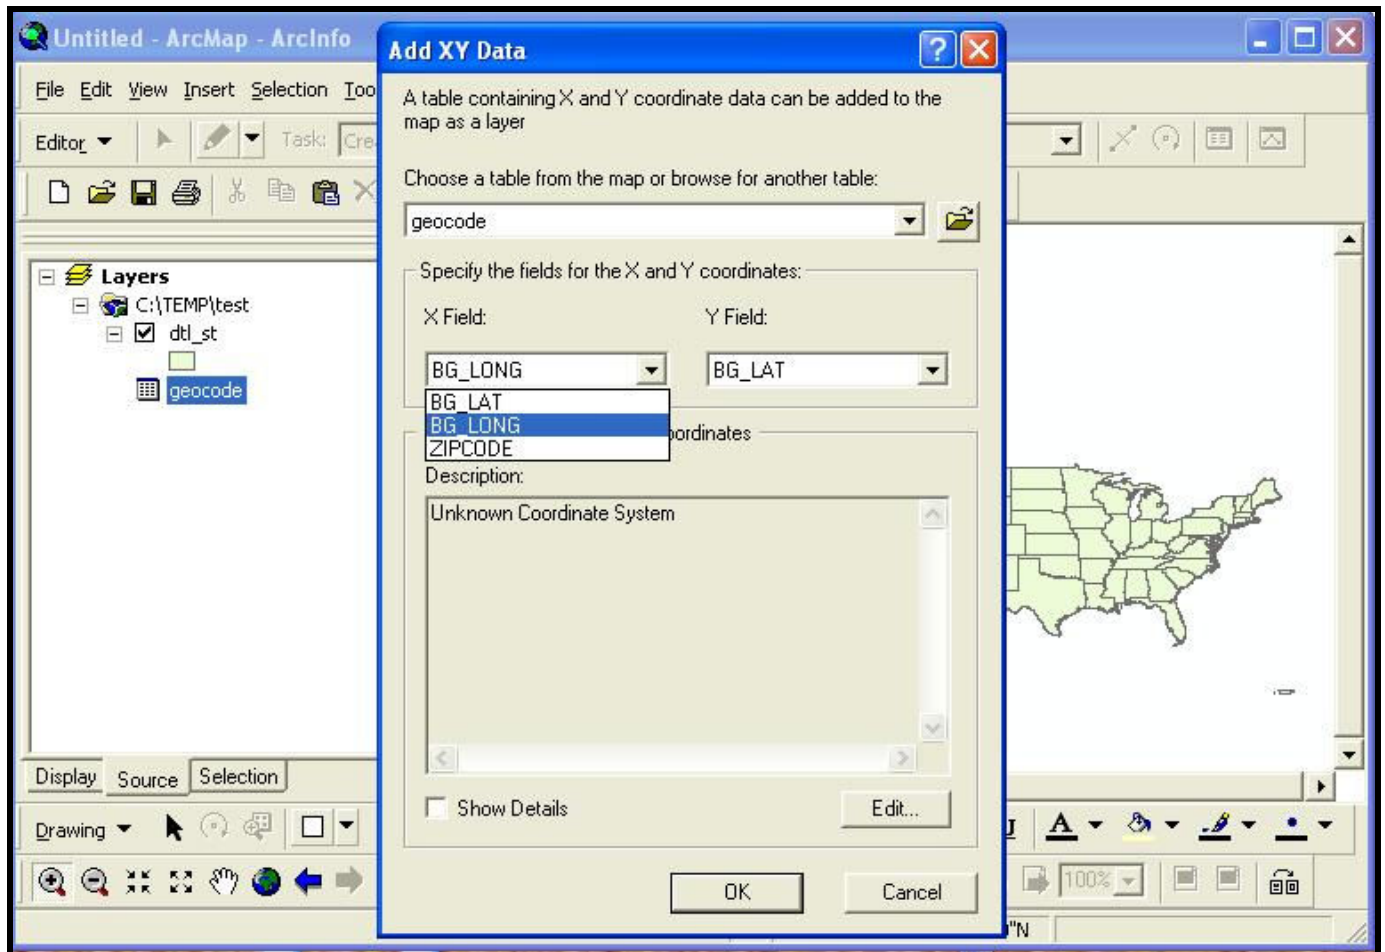 Untitled - ArcMap - ArcInfo
File Edit View Insert Selection Too
Editor Task: Cre
Layers
C:\TEMP\test
dtl_st
geocode
Display Source Selection
Drawing
Add XY Data
A table containing X and Y coordinate data can be added to the
map as a layer
Choose a table from the map or browse for another table:
geocode
Specify the fields for the X and Y coordinates:
X Field: Y Field:
BG_LONG BG_LAT
BG_LAT
BG_LONG
ZIPCODE
Description:
Unknown Coordinate System
Show Details Edit...
OK Cancel
A
100%
"N